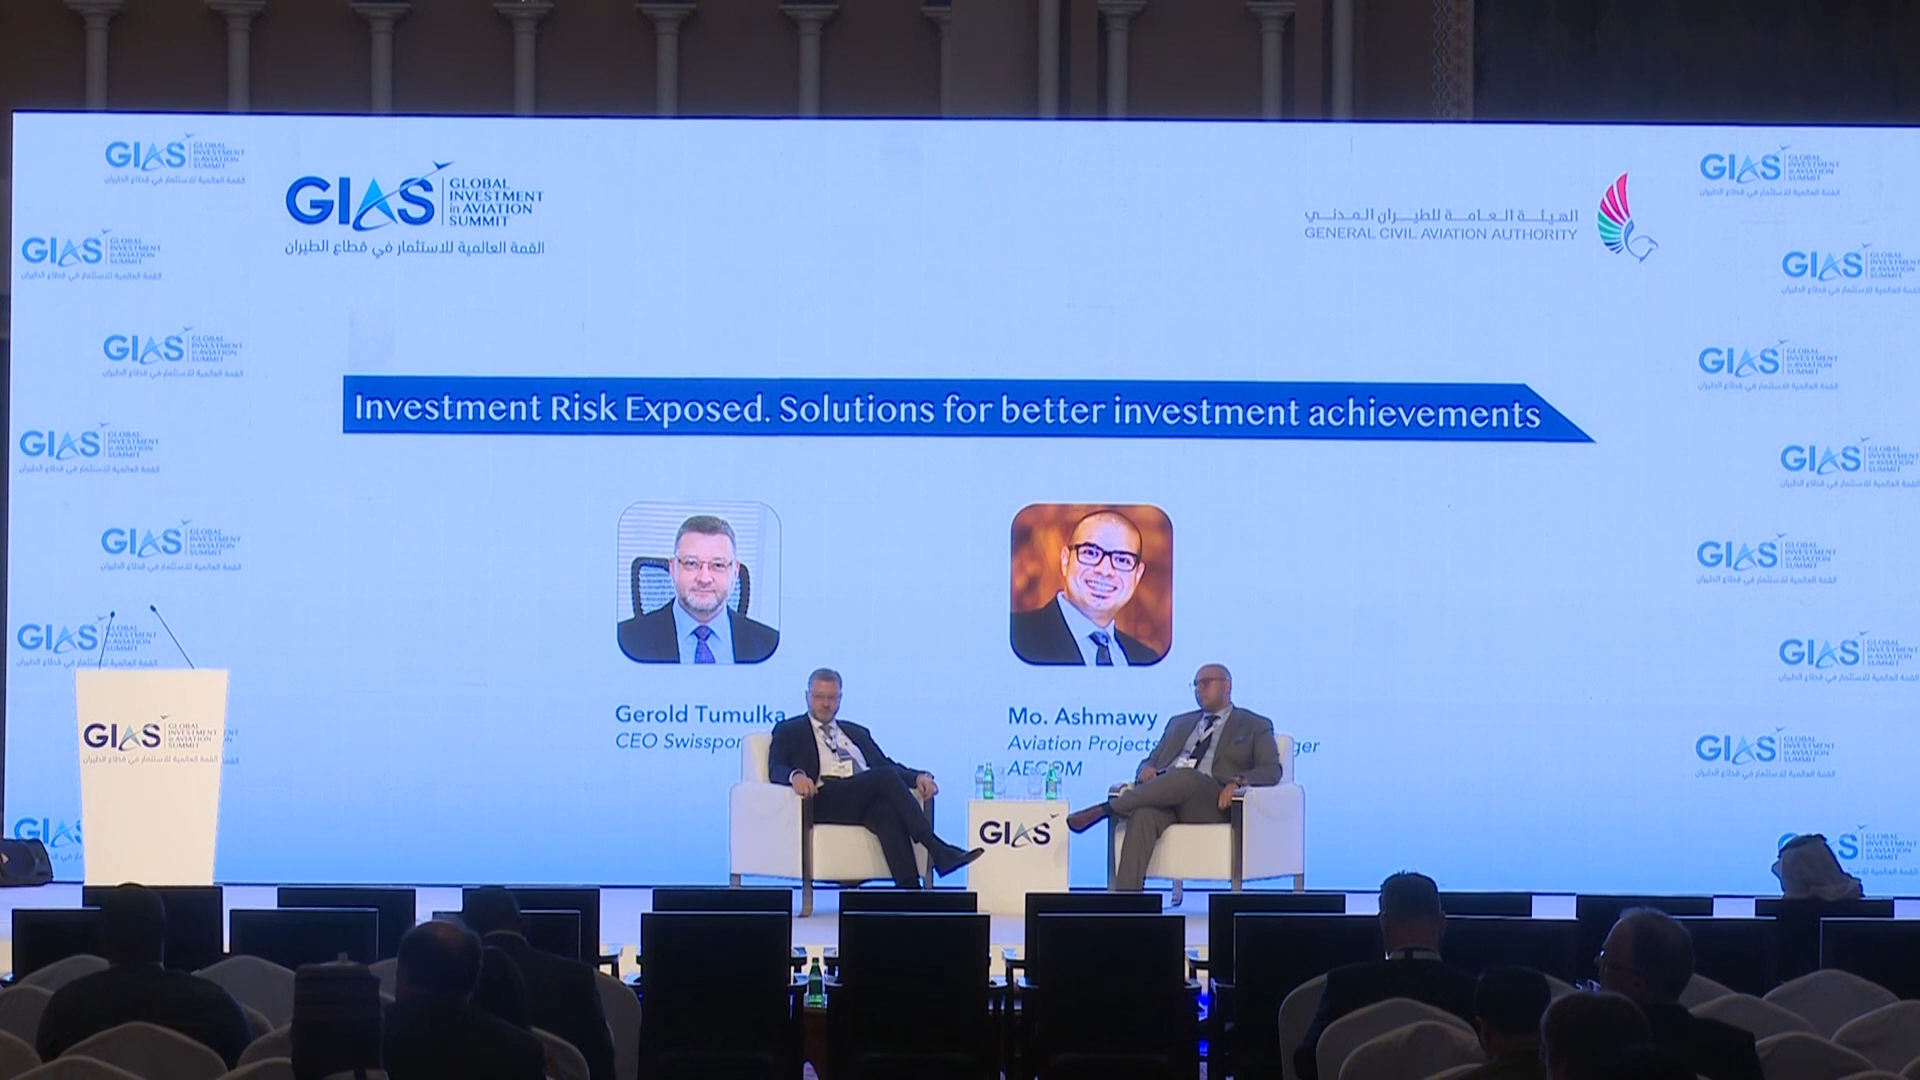 GIAS
GLOBAL
INVESTMENT
in AVIATION
SUMMIT
القمة العالمية للاستثمار في قطاع الطيران
الهيئة العامة للطيران المدني
GENERAL CIVIL AVIATION AUTHORITY
Investment Risk Exposed. Solutions for better investment achievements
Gerold Tumulka
CEO
Mo. Ashmawy
Aviation Projects
AECOM
GIAS
GLOBAL
INVESTMENT
in AVIATION
SUMMIT
القمة العالمية للاستثمار في قطاع الطيران
GIAS